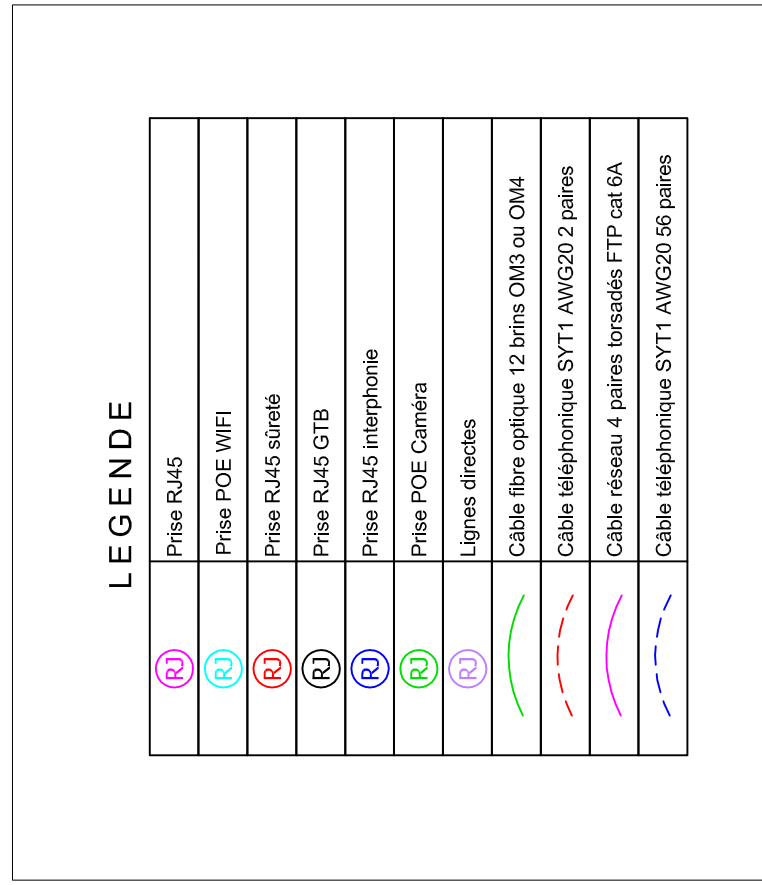 LEGENDE
RJ Prise RJ45
RJ Prise POE WIFI
RJ Prise RJ45 sûreté
RJ Prise RJ45 GTB
RJ Prise RJ45 interphonie
RJ Prise POE Caméra
RJ Lignes directes
Câble fibre optique 12 brins OM3 ou OM4
Câble téléphonique SYT1 AWG20 2 paires
Câble réseau 4 paires torsadés FTP cat 6A
Câble téléphonique SYT1 AWG20 56 paires